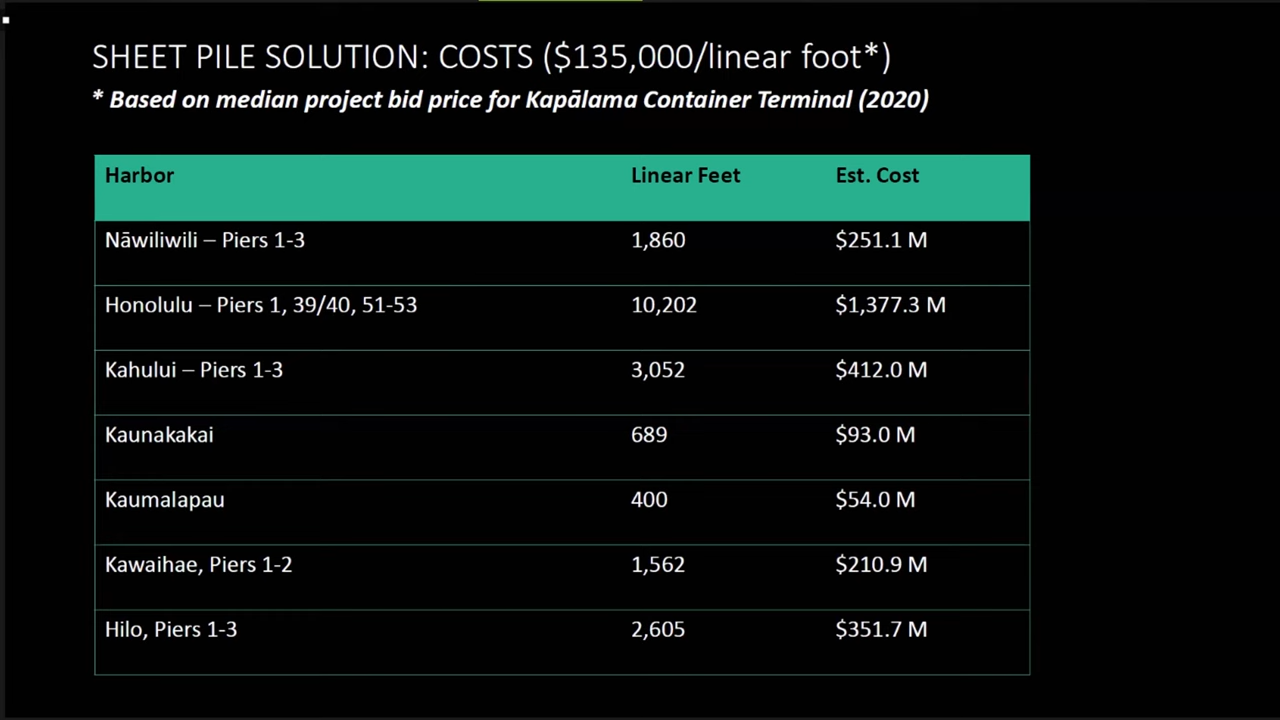 SHEET PILE SOLUTION: COSTS ($135,000/linear foot*)
* Based on median project bid price for Kapālama Container Terminal (2020)
Harbor Linear Feet Est. Cost
Nāwiliwili – Piers 1-3 1,860 $251.1 M
Honolulu – Piers 1, 39/40, 51-53 10,202 $1,377.3 M
Kahului – Piers 1-3 3,052 $412.0 M
Kaunakakai 689 $93.0 M
Kaumalapau 400 $54.0 M
Kawaihae, Piers 1-2 1,562 $210.9 M
Hilo, Piers 1-3 2,605 $351.7 M